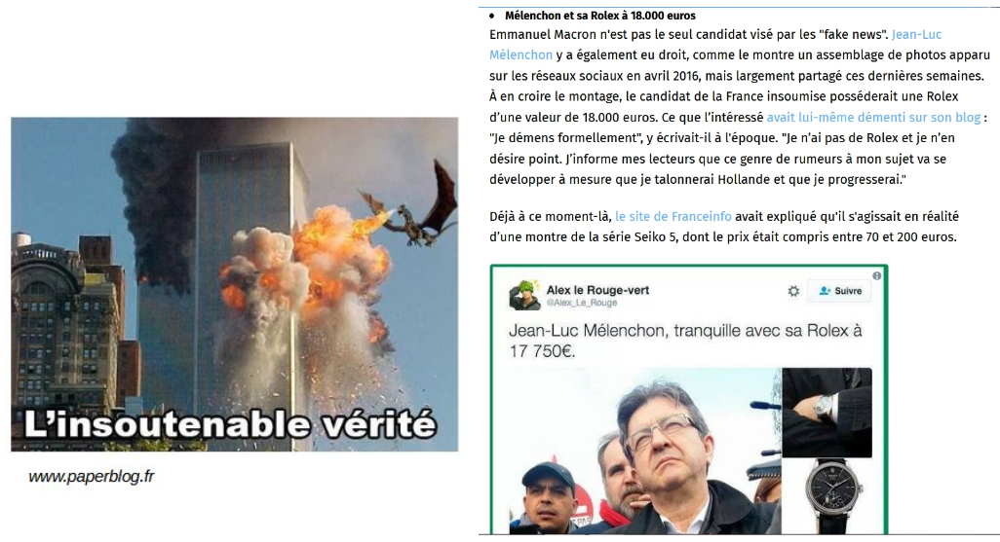 L'insoutenable vérité
www.paperblog.fr
• Mélenchon et sa Rolex à 18.000 euros
Emmanuel Macron n'est pas le seul candidat visé par les "fake news". Jean-Luc
Mélenchon y a également eu droit, comme le montre un assemblage de photos apparu
sur les réseaux sociaux en avril 2016, mais largement partagé ces dernières semaines.
À en croire le montage, le candidat de la France insoumise posséderait une Rolex
d'une valeur de 18.000 euros. Ce que l'intéressé avait lui-même démenti sur son blog :
"Je démens formellement", y écrivait-il à l'époque. "Je n'ai pas de Rolex et je n'en
désire point. J'informe mes lecteurs que ce genre de rumeurs à mon sujet va se
développer à mesure que je talonnerai Hollande et que je progresserai."
Déjà à ce moment-là, le site de Franceinfo avait expliqué qu'il s'agissait en réalité
d'une montre de la série Seiko 5, dont le prix était compris entre 70 et 200 euros.
Alex le Rouge-vert
@Alex_Le_Rouge
Suivre
Jean-Luc Mélenchon, tranquille avec sa Rolex à
17 750€.